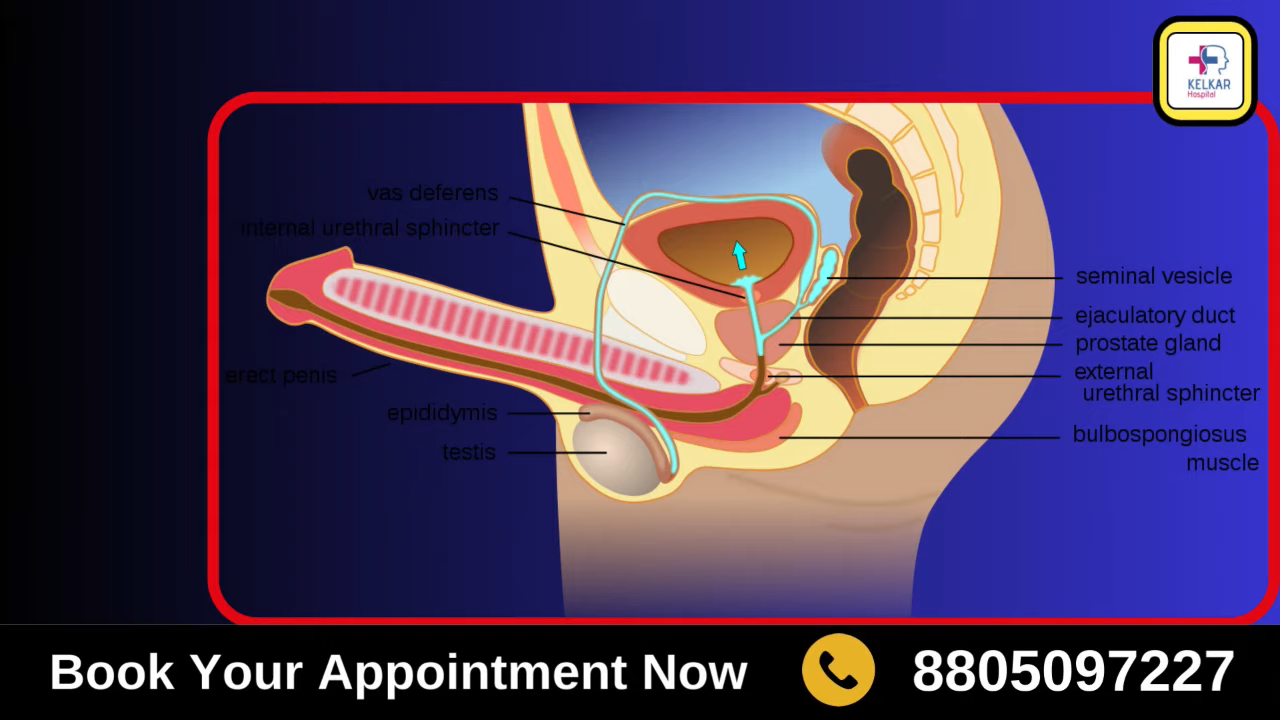 KELKAR
Hospital
vas deferens
internal urethral sphincter
erect penis
epididymis
testis
seminal vesicle
ejaculatory duct
prostate gland
external
urethral sphincter
bulbospongiosus
muscle
Book Your Appointment Now
8805097227